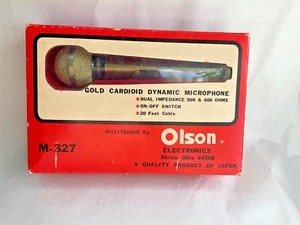 GOLD CARDIOID DYNAMIC MICROPHONE
★DUAL IMPEDANCE 50K & 600 OHMS
★ON-OFF SWITCH
★20 Feet Cable
distributed by Olson
ELECTRONICS
M-327
Akron, Ohio 44308
A QUALITY PRODUCT OF JAPAN